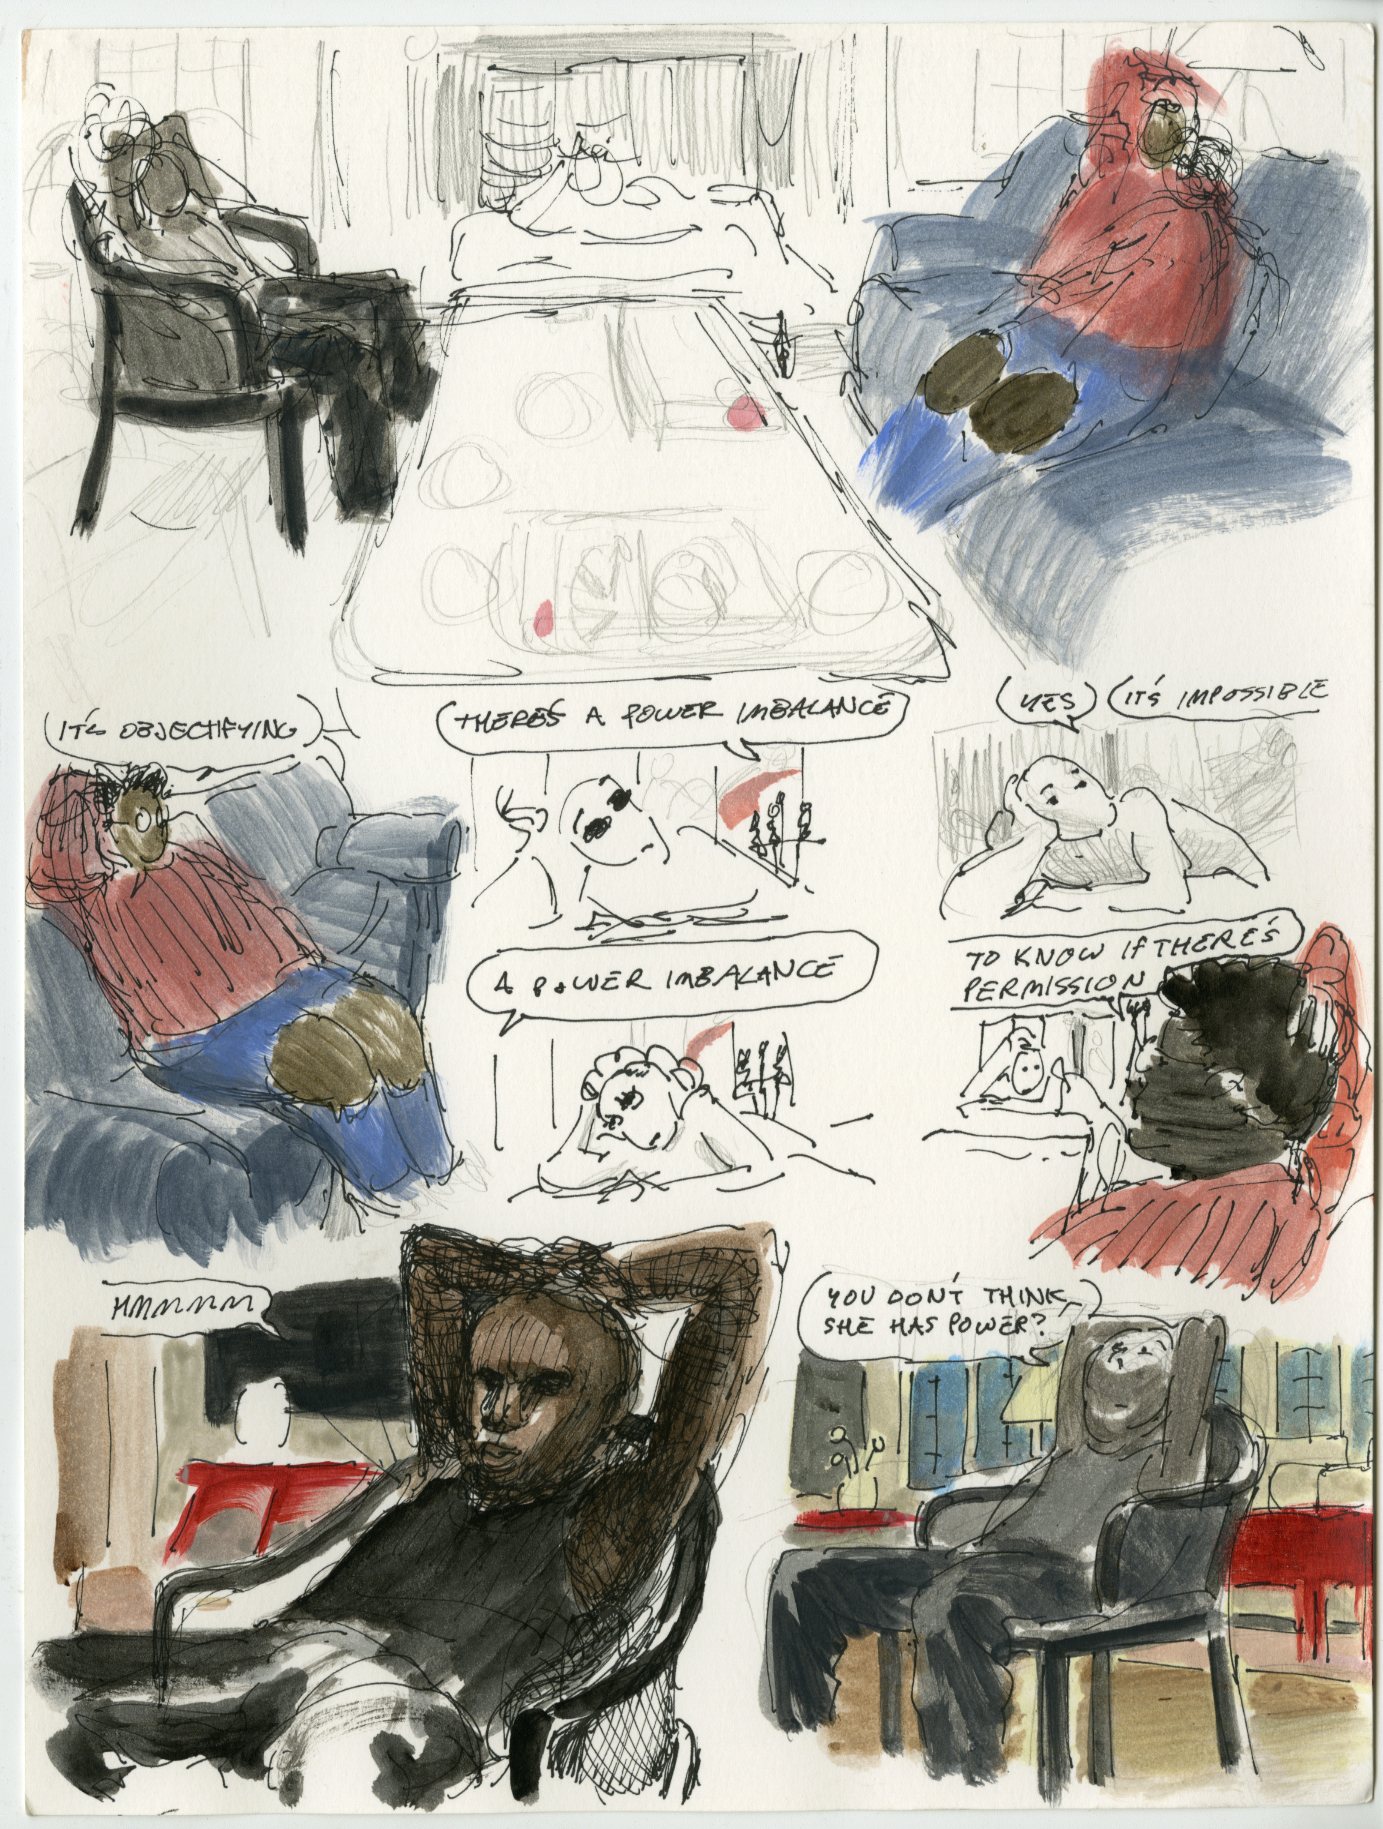 IT'S OBJECTIFYING
THERE'S A POWER IMBALANCE
A POWER IMBALANCE
YES
IT'S IMPOSSIBLE
TO KNOW IF THERE'S
PERMISSION
HMMMMM
YOU DON'T THINK
SHE HAS POWER?